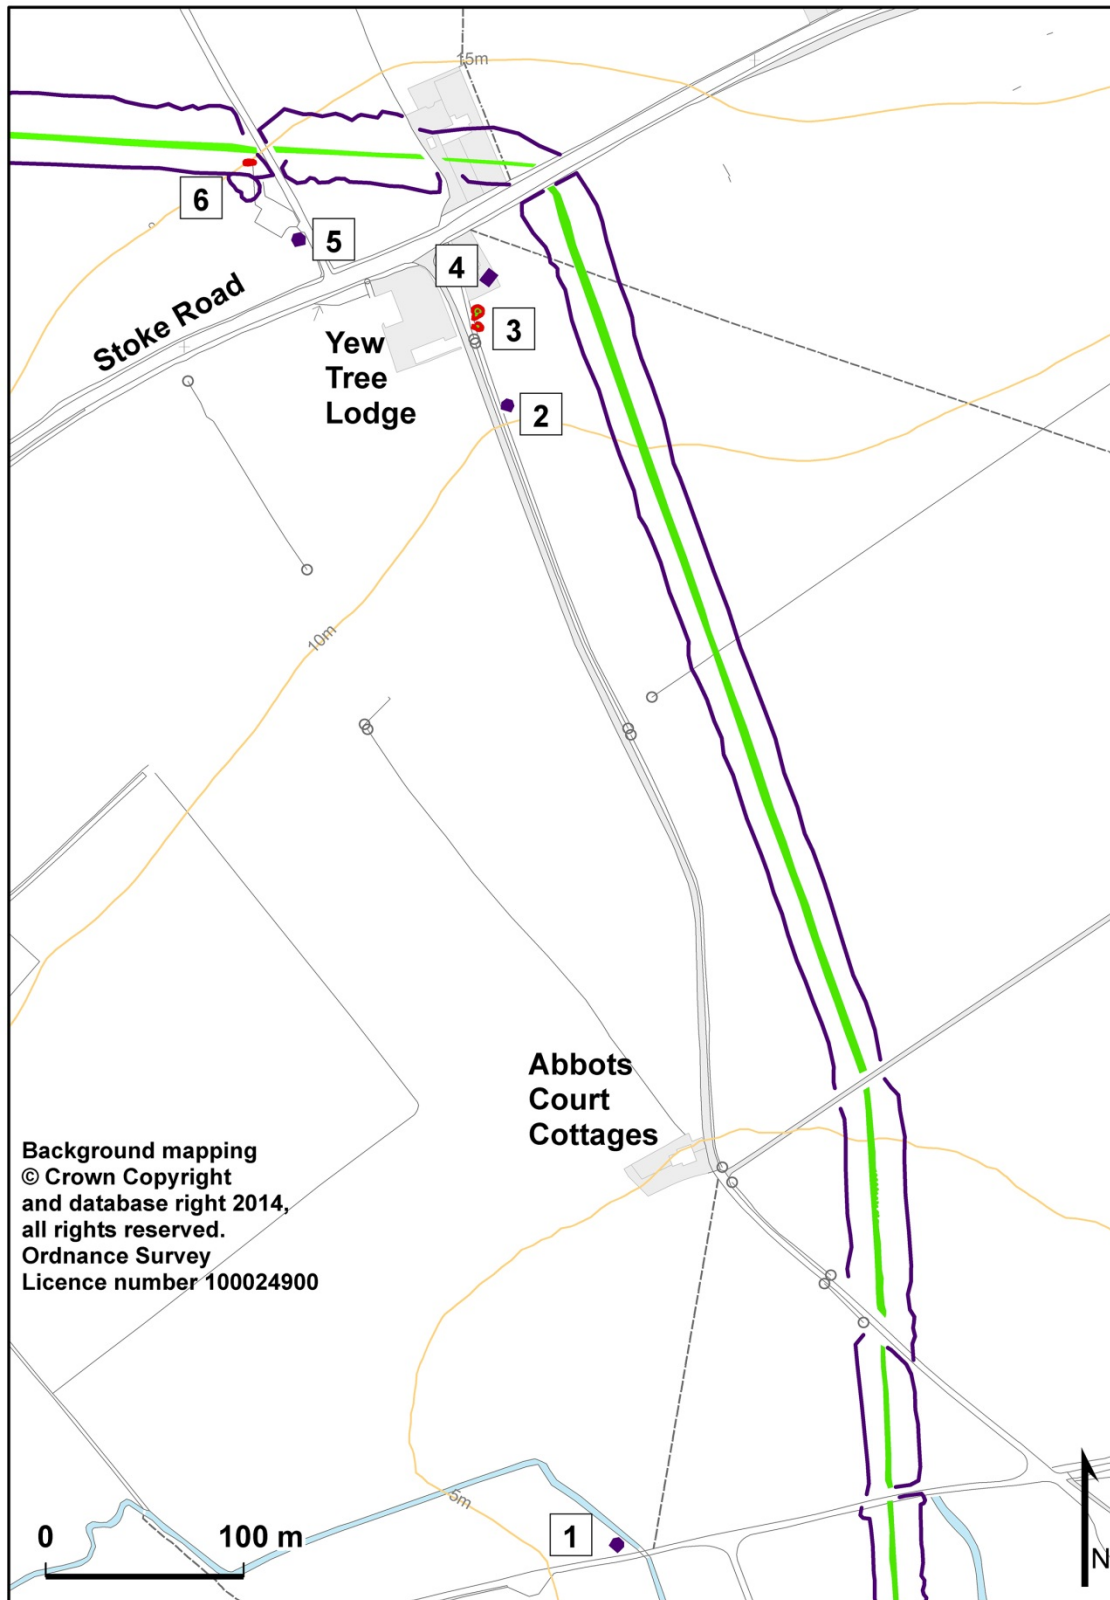 15m
6
5
4
Stoke Road
3
Yew
Tree
Lodge
2
10m
Abbots
Court
Cottages
Background mapping
© Crown Copyright
and database right 2014,
all rights reserved.
Ordnance Survey
Licence number 100024900
5m
1
0 100 m
N